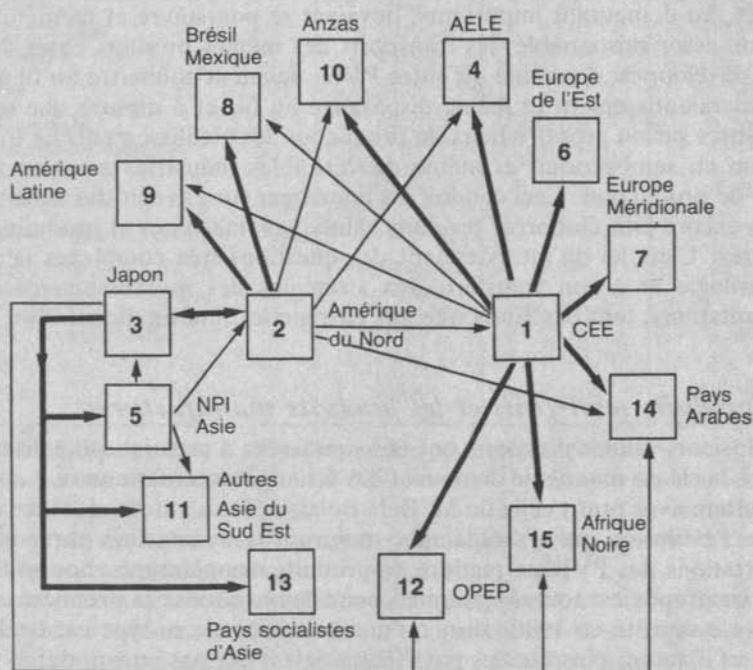 Anzas
10
AELE
4
Brésil
Mexique
8
Europe
de l'Est
6
Amérique
Latine
9
Europe
Méridionale
7
Japon
3
2
Amérique
du Nord
1
CEE
5
NPI
Asie
14
Pays
Arabes
11
Autres
Asie du
Sud Est
15
Afrique
Noire
13
Pays socialistes
d'Asie
12
OPEP